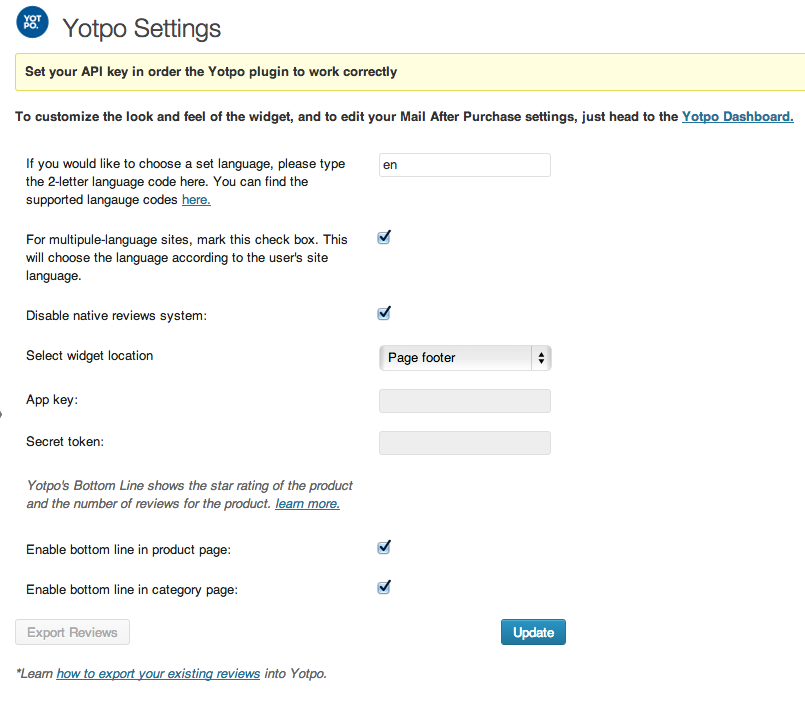 YOT
PO.
Yotpo Settings
Set your API key in order the Yotpo plugin to work correctly
To customize the look and feel of the widget, and to edit your Mail After Purchase settings, just head to the Yotpo Dashboard.
If you would like to choose a set language, please type
the 2-letter language code here. You can find the
supported langauge codes here.
en
For multipule-language sites, mark this check box. This
will choose the language according to the user's site
language.
Disable native reviews system:
Select widget location
Page footer
App key:
Secret token:
Yotpo's Bottom Line shows the star rating of the product
and the number of reviews for the product. learn more.
Enable bottom line in product page:
Enable bottom line in category page:
Export Reviews
Update
*Learn how to export your existing reviews into Yotpo.